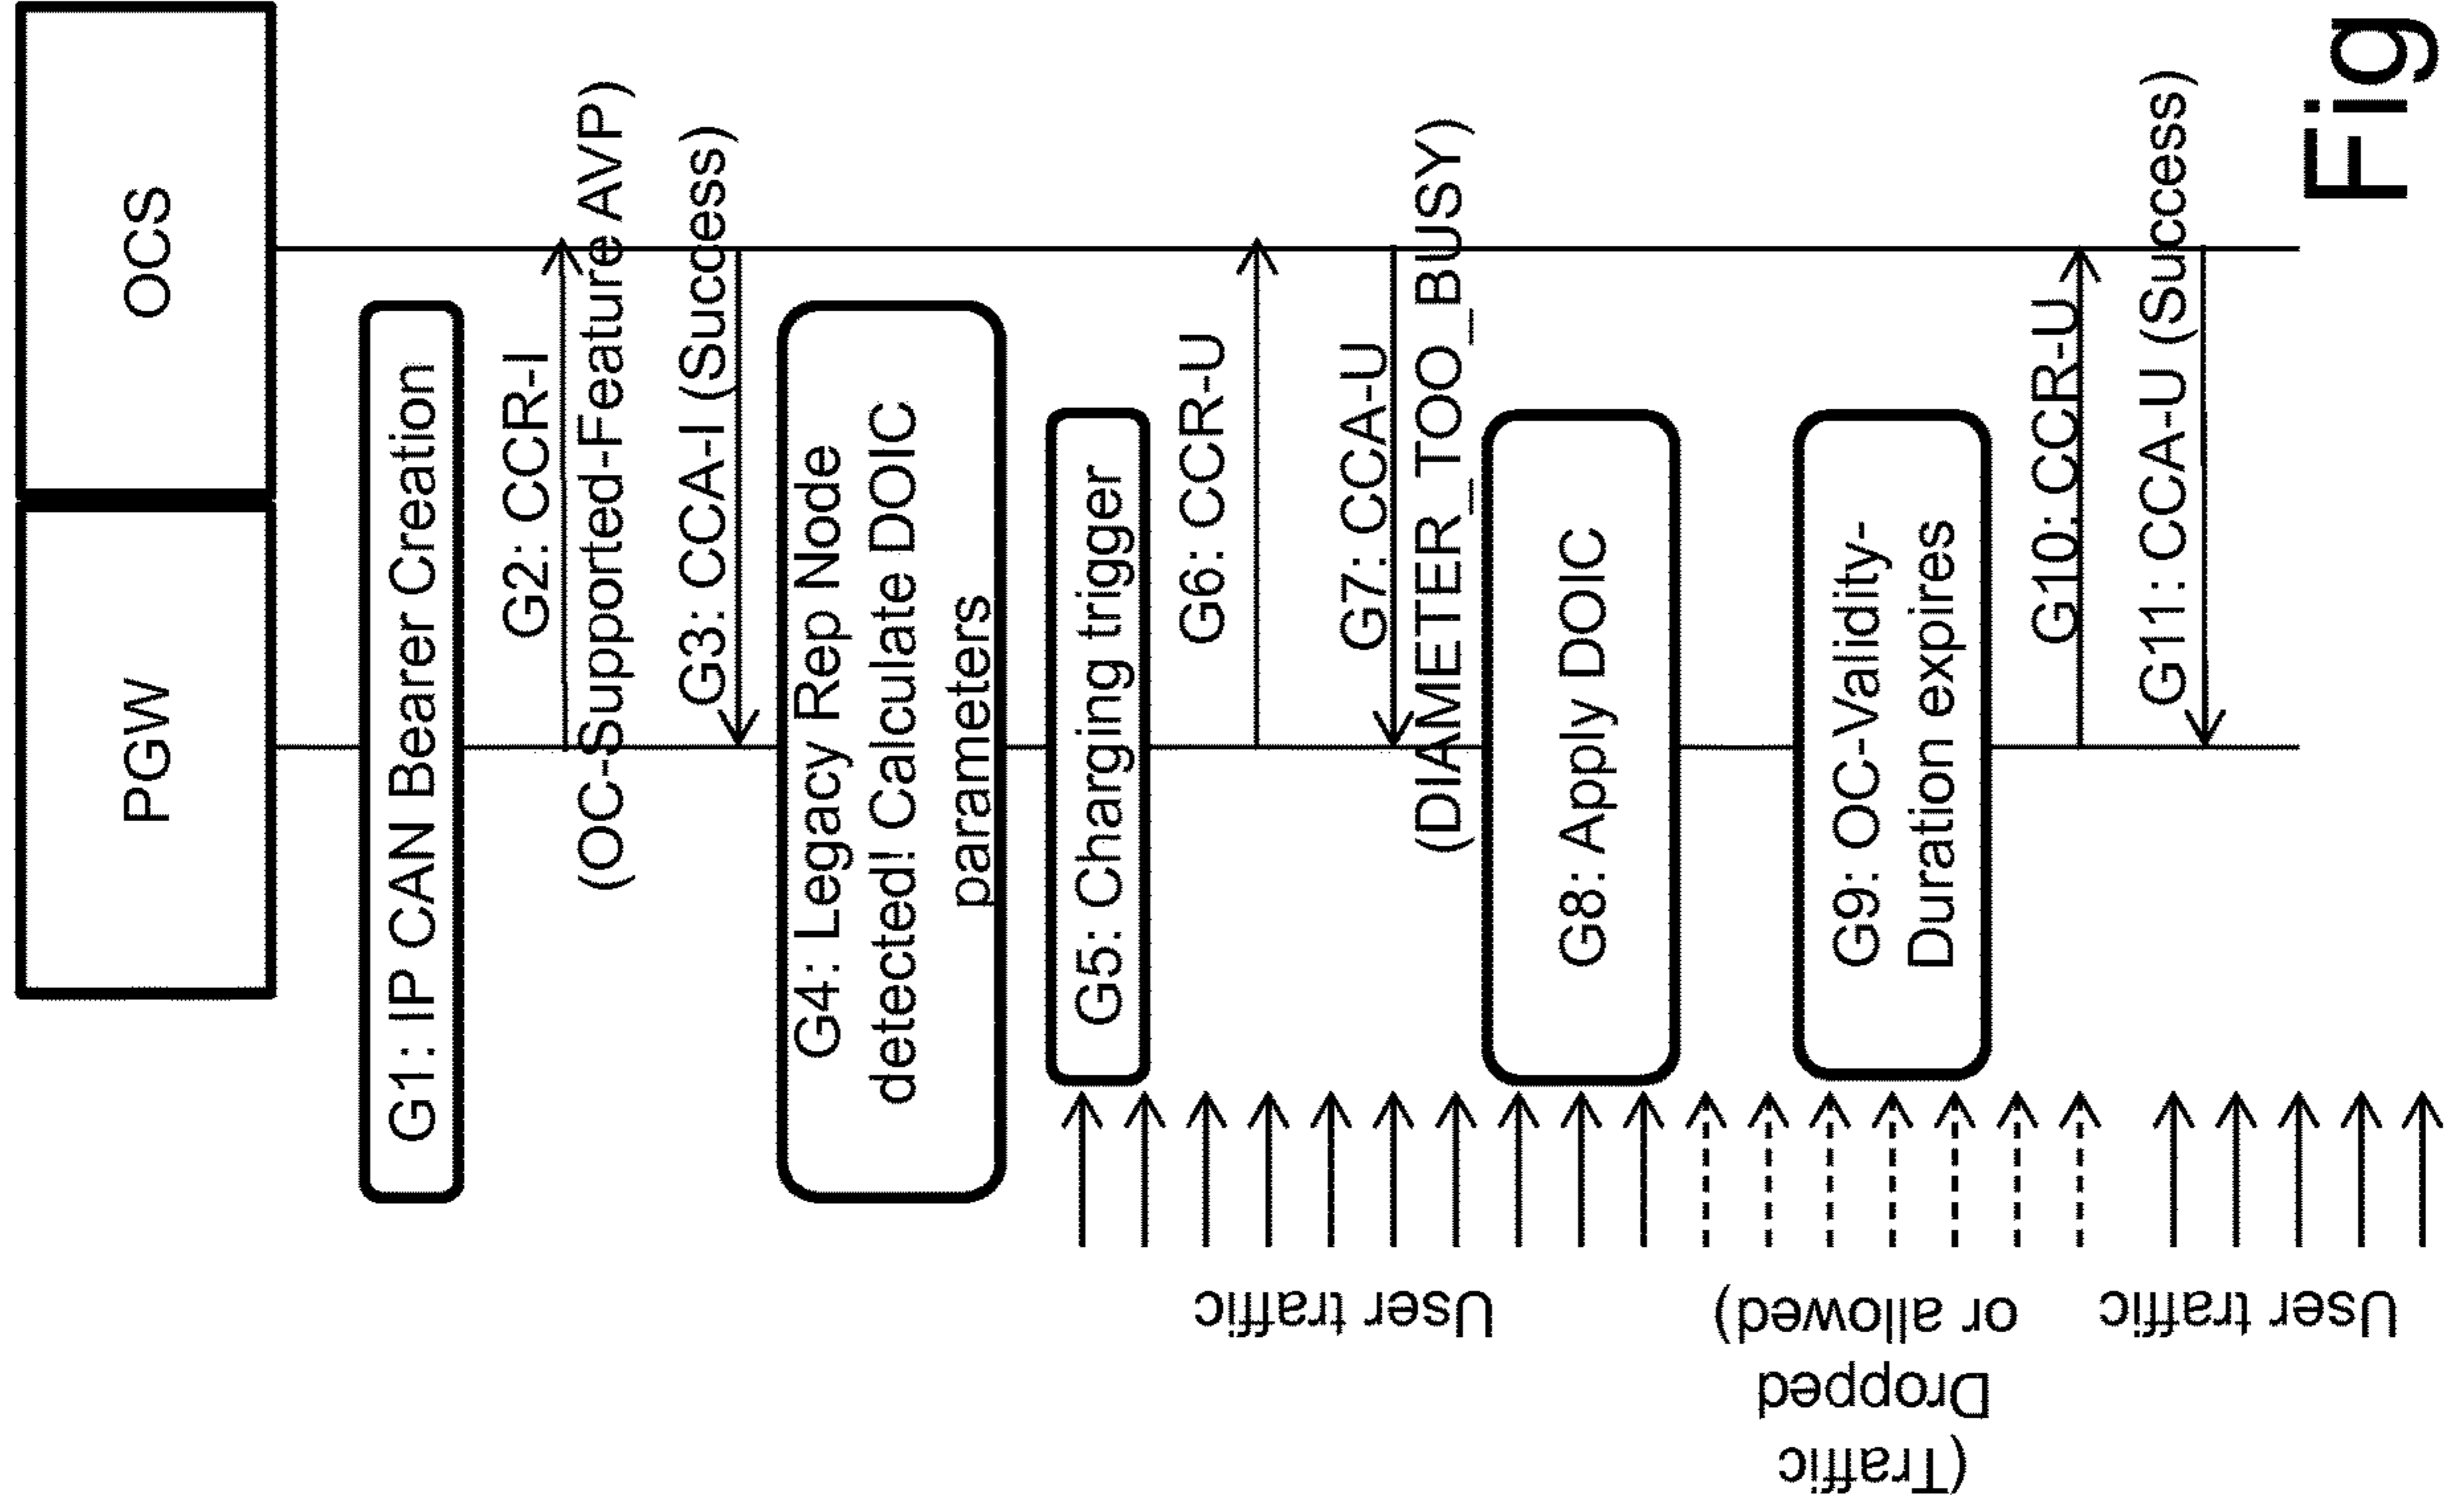 PGW
OCS
G1: IP CAN Bearer Creation
G2: CCR-I
(OC-Supported-Feature AVP)
G3: CCA-I (Success)
G4: Legacy Rep Node
detected! Calculate DOIC
parameters
G5: Charging trigger
G6: CCR-U
G7: CCA-U
(DIAMETER_TOO_BUSY)
G8: Apply DOIC
G9: OC-Validity-
Duration expires
G10: CCR-U
G11: CCA-U (Success)
User traffic
(Traffic
Dropped
or allowed)
User traffic
Fig